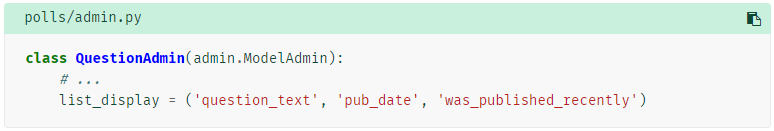 polls/admin.py
class QuestionAdmin(admin.ModelAdmin):
    # ...
    list_display = ('question_text', 'pub_date', 'was_published_recently')